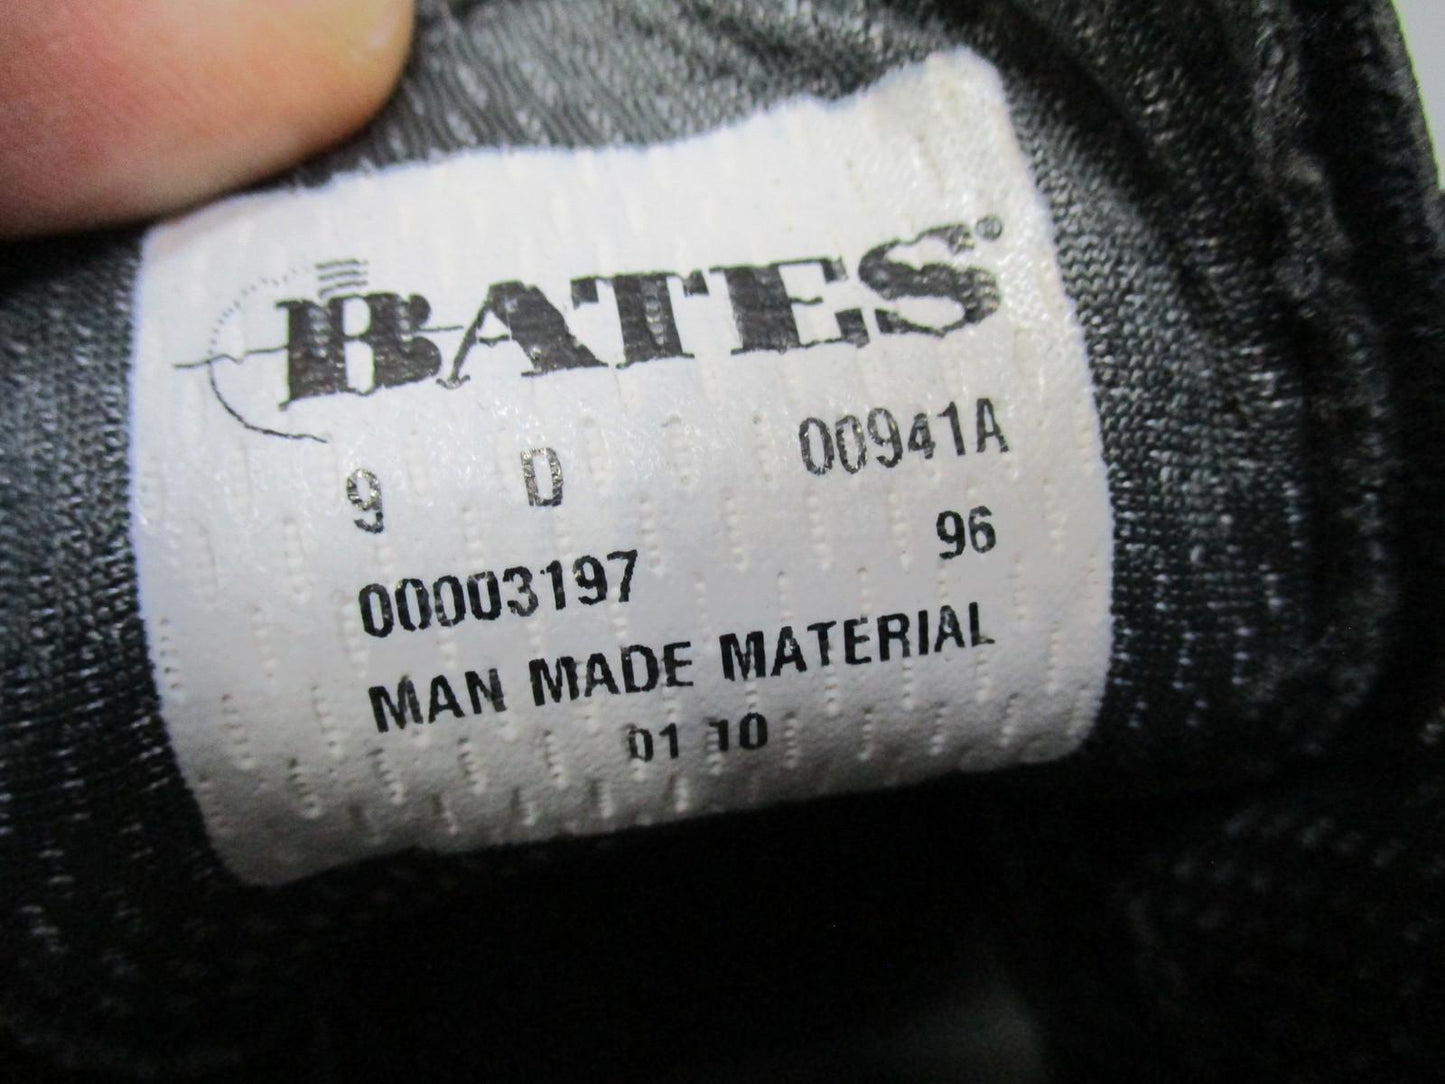 BATES®
9 D 00941A
00003197 96
MAN MADE MATERIAL
01 10